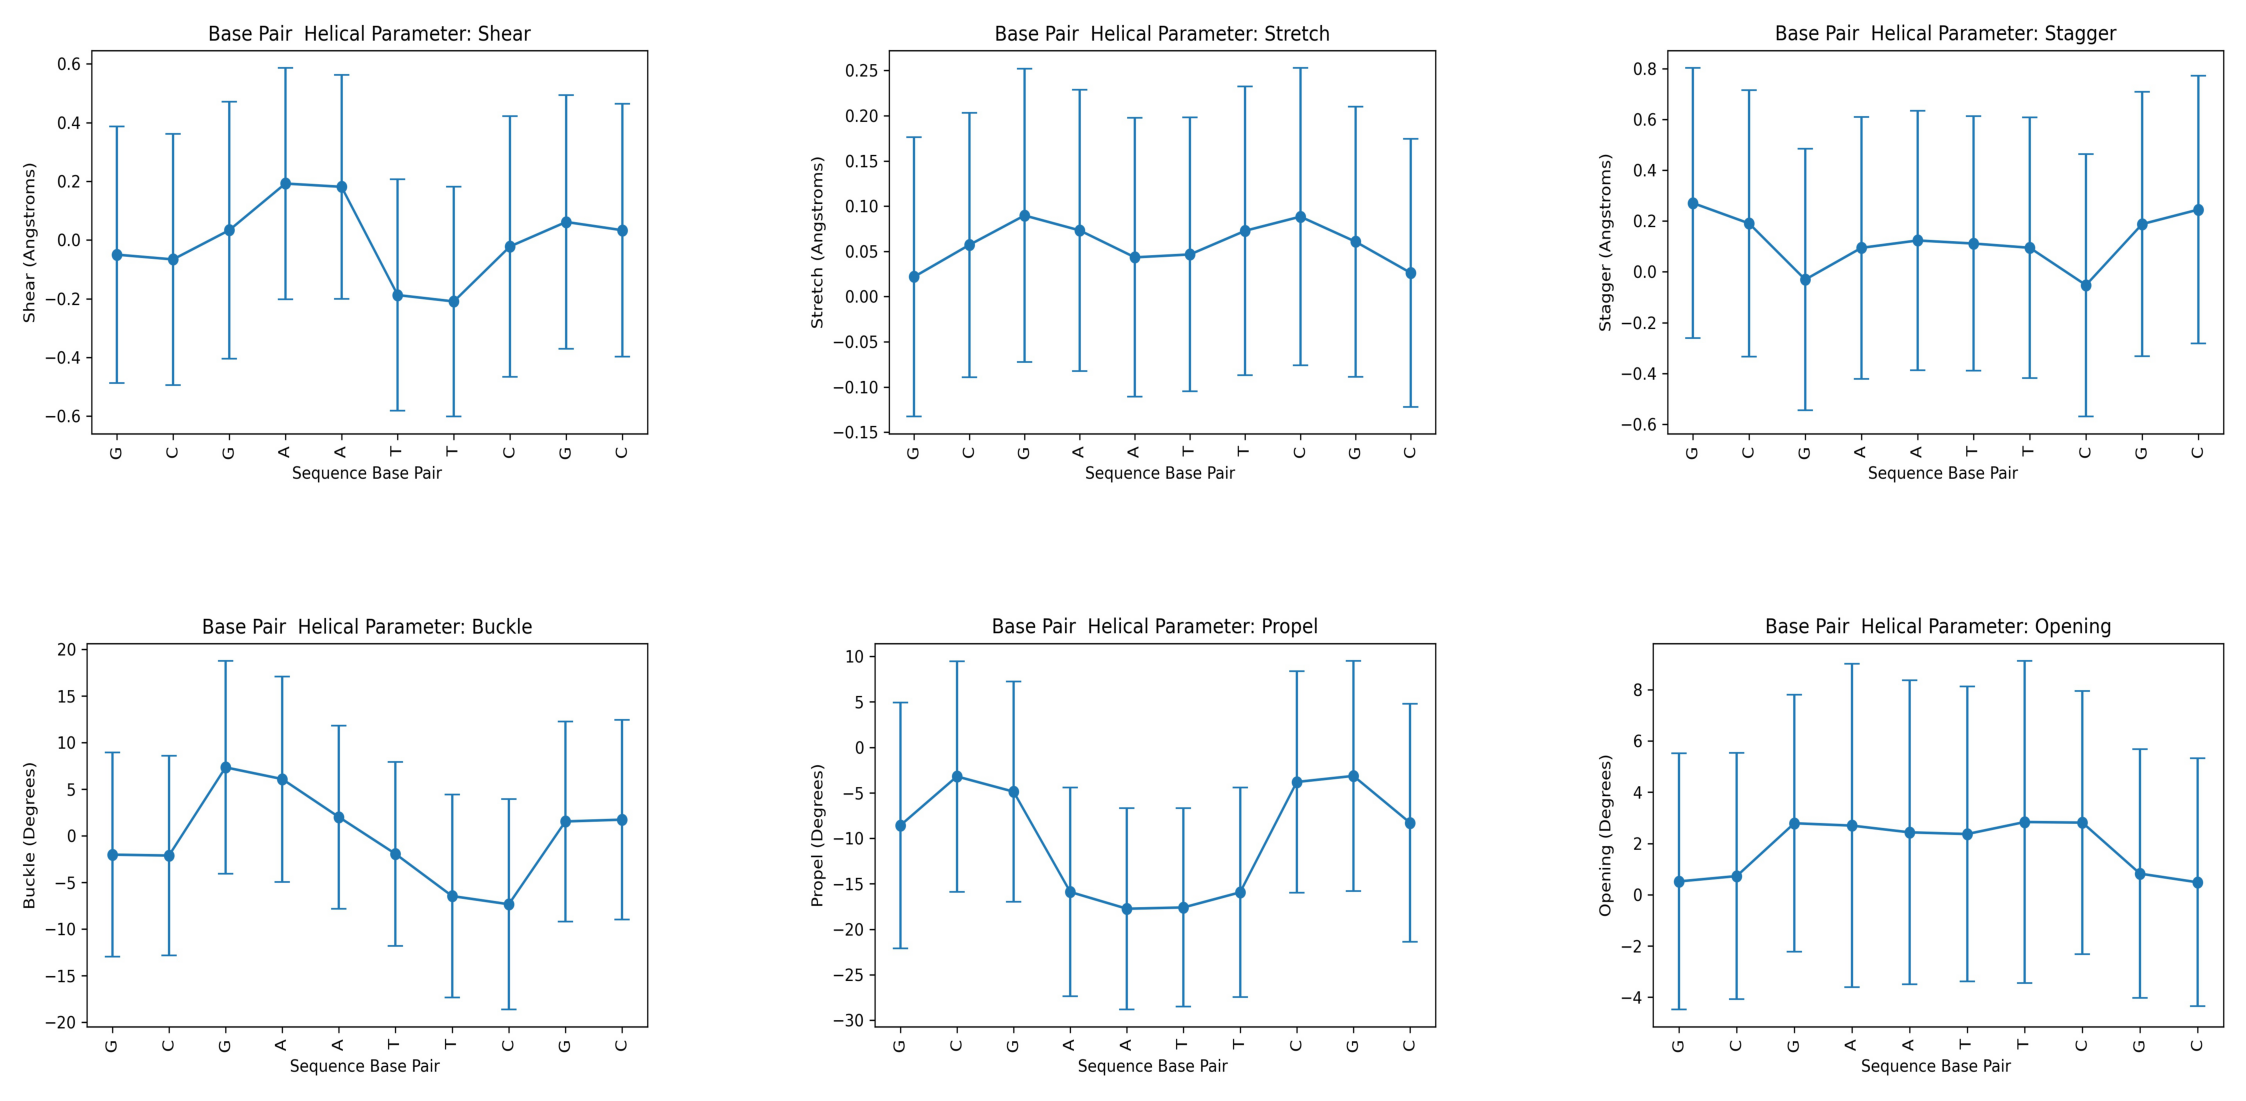 Base Pair  Helical Parameter: Shear
Shear (Angstroms)
0.6
0.4
0.2
0.0
−0.2
−0.4
−0.6
G C G A A T T C G C
Sequence Base Pair
Base Pair  Helical Parameter: Stretch
Stretch (Angstroms)
0.25
0.20
0.15
0.10
0.05
0.00
−0.05
−0.10
−0.15
G C G A A T T C G C
Sequence Base Pair
Base Pair  Helical Parameter: Stagger
Stagger (Angstroms)
0.8
0.6
0.4
0.2
0.0
−0.2
−0.4
−0.6
G C G A A T T C G C
Sequence Base Pair
Base Pair  Helical Parameter: Buckle
Buckle (Degrees)
20
15
10
5
0
−5
−10
−15
−20
G C G A A T T C G C
Sequence Base Pair
Base Pair  Helical Parameter: Propel
Propel (Degrees)
10
5
0
−5
−10
−15
−20
−25
−30
G C G A A T T C G C
Sequence Base Pair
Base Pair  Helical Parameter: Opening
Opening (Degrees)
8
6
4
2
0
−2
−4
G C G A A T T C G C
Sequence Base Pair